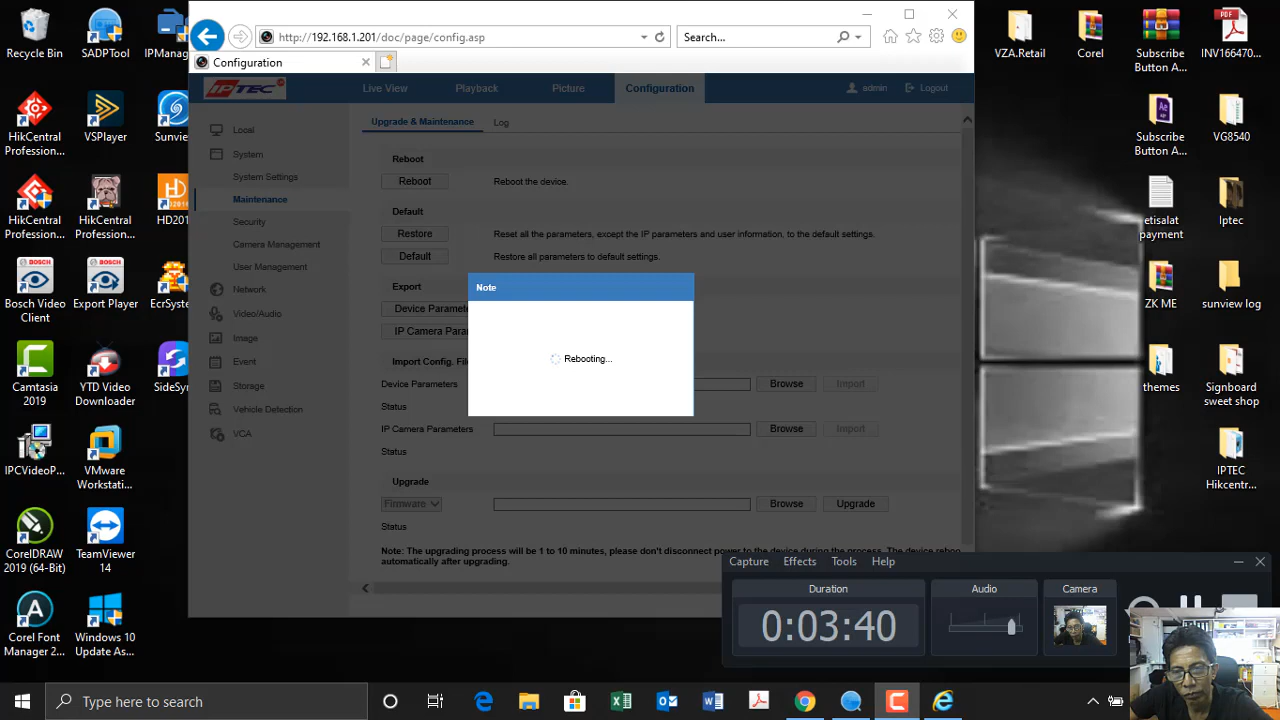 Recycle Bin
SADPTool
IPManag
HikCentral
Profession...
VSPlayer
Sunvie
HikCentral
Profession...
HikCentral
Profession...
HD201
Bosch Video
Client
Export Player
EcrSyste
Camtasia
2019
YTD Video
Downloader
SideSyn
IPCVideoP...
VMware
Workstati...
CorelDRAW
2019 (64-Bit)
TeamViewer
14
Corel Font
Manager 2...
Windows 10
Update As...
http://192.168.1.201/doc/page/config.asp
Search...
Configuration
IPTEC
Live View
Playback
Picture
Configuration
admin
Logout
Local
System
System Settings
Maintenance
Security
Camera Management
User Management
Network
Video/Audio
Image
Event
Storage
Vehicle Detection
VCA
Upgrade & Maintenance
Log
Reboot
Reboot
Reboot the device.
Default
Restore
Reset all the parameters, except the IP parameters and user information, to the default settings.
Default
Restore all parameters to default settings.
Export
Device Paramete
IP Camera Parar
Import Config. File
Device Parameters
Browse
Import
Status
IP Camera Parameters
Browse
Import
Status
Upgrade
Firmware
Browse
Upgrade
Status
Note: The upgrading process will be 1 to 10 minutes, please don't disconnect power to the device during the process. The device reboo
automatically after upgrading.
Note
Rebooting...
VZA.Retail
Corel
Subscribe
Button A...
PDF
INV166470...
Ae
Subscribe
Button A...
VG8540
etisalat
payment
Iptec
ZK ME
sunview log
themes
Signboard
sweet shop
IPTEC
Hikcentr...
Capture
Effects
Tools
Help
Duration
0:03:40
Audio
Camera
Type here to search